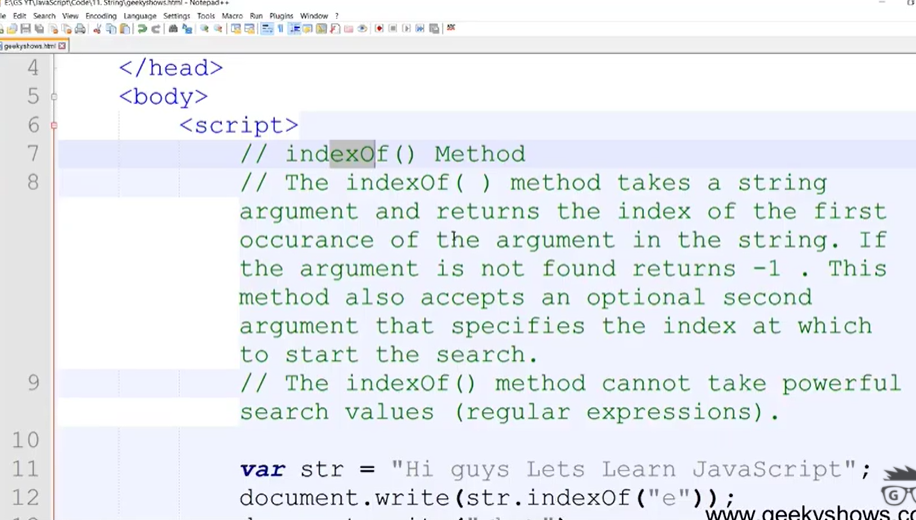 E:\GS YT\JavaScript\Code\11. String\geekyshows.html - Notepad++
Edit Search View Encoding Language Settings Tools Macro Run Plugins Window ?
geekyshows.html
4 </head>
5 <body>
6 <script>
7 // indexOf() Method
8 // The indexOf( ) method takes a string
argument and returns the index of the first
occurance of the argument in the string. If
the argument is not found returns -1 . This
method also accepts an optional second
argument that specifies the index at which
to start the search.
9 // The indexOf() method cannot take powerful
search values (regular expressions).
10
11 var str = "Hi guys Lets Learn JavaScript";
12 document.write(str.indexOf("e"));
www.geekyshows.co